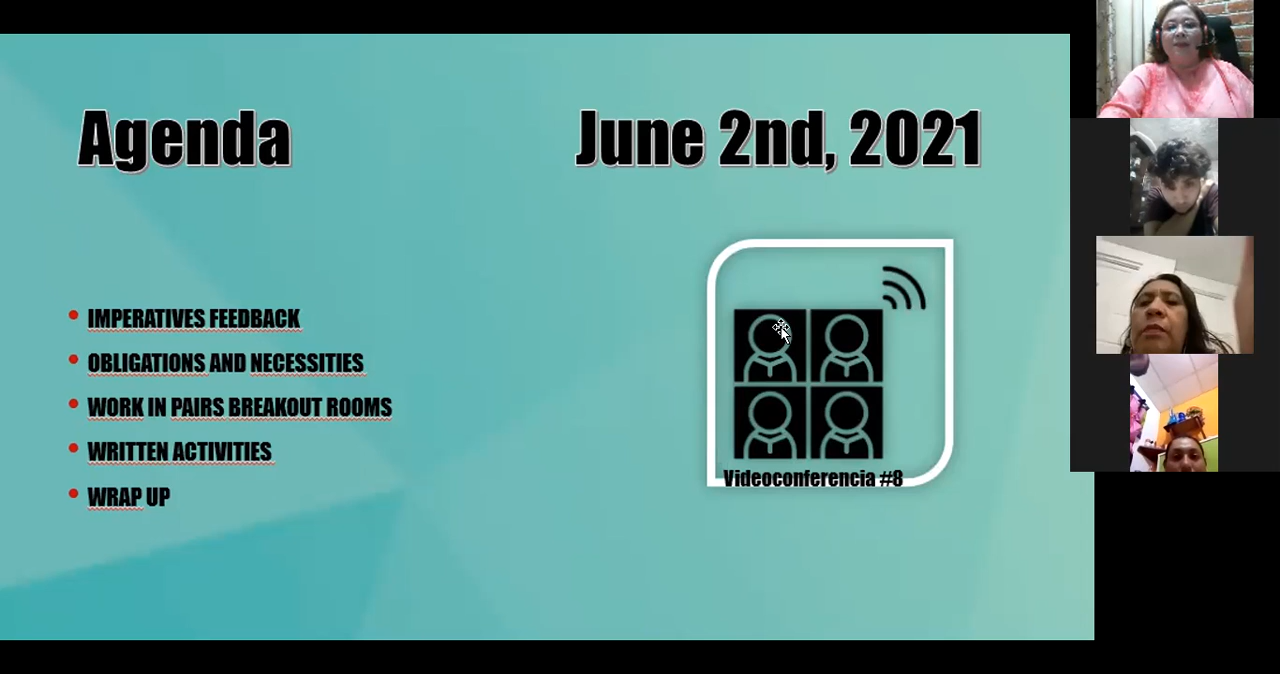 Agenda
June 2nd, 2021
IMPERATIVES FEEDBACK
OBLIGATIONS AND NECESSITIES
WORK IN PAIRS BREAKOUT ROOMS
WRITTEN ACTIVITIES
WRAP UP
Videoconferencia #8